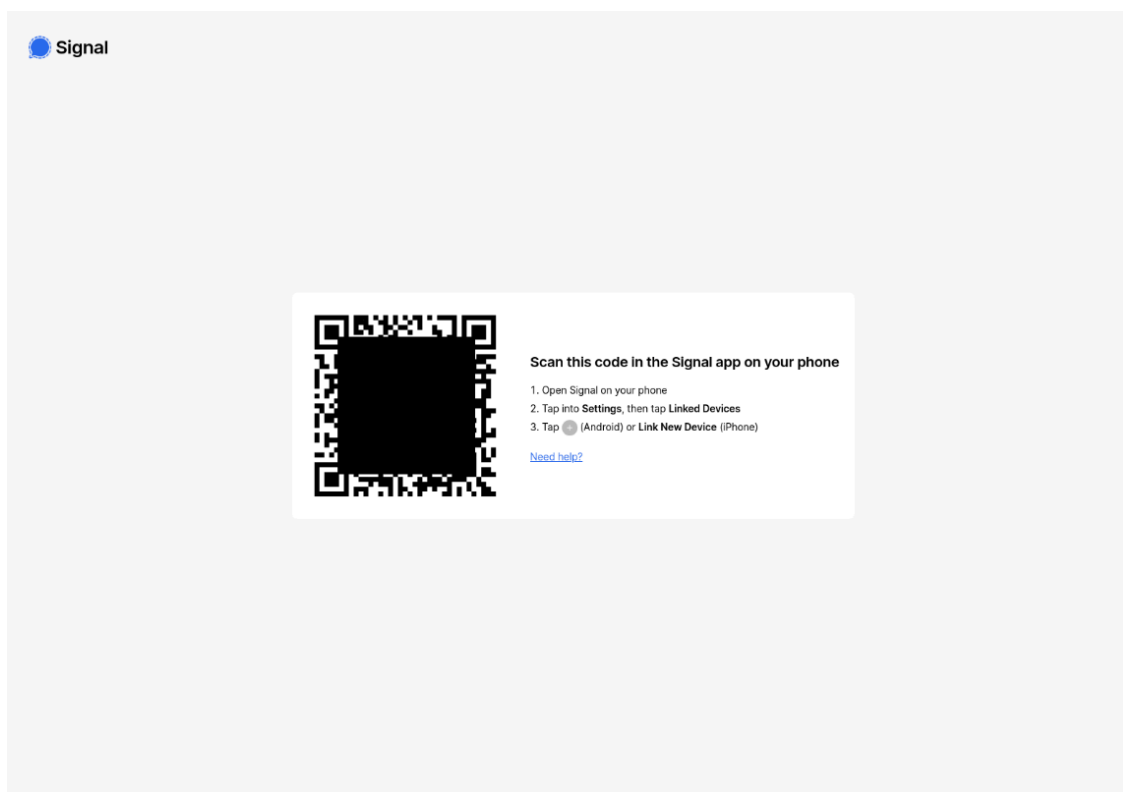 Signal
Scan this code in the Signal app on your phone
1. Open Signal on your phone
2. Tap into Settings, then tap Linked Devices
3. Tap + (Android) or Link New Device (iPhone)
Need help?